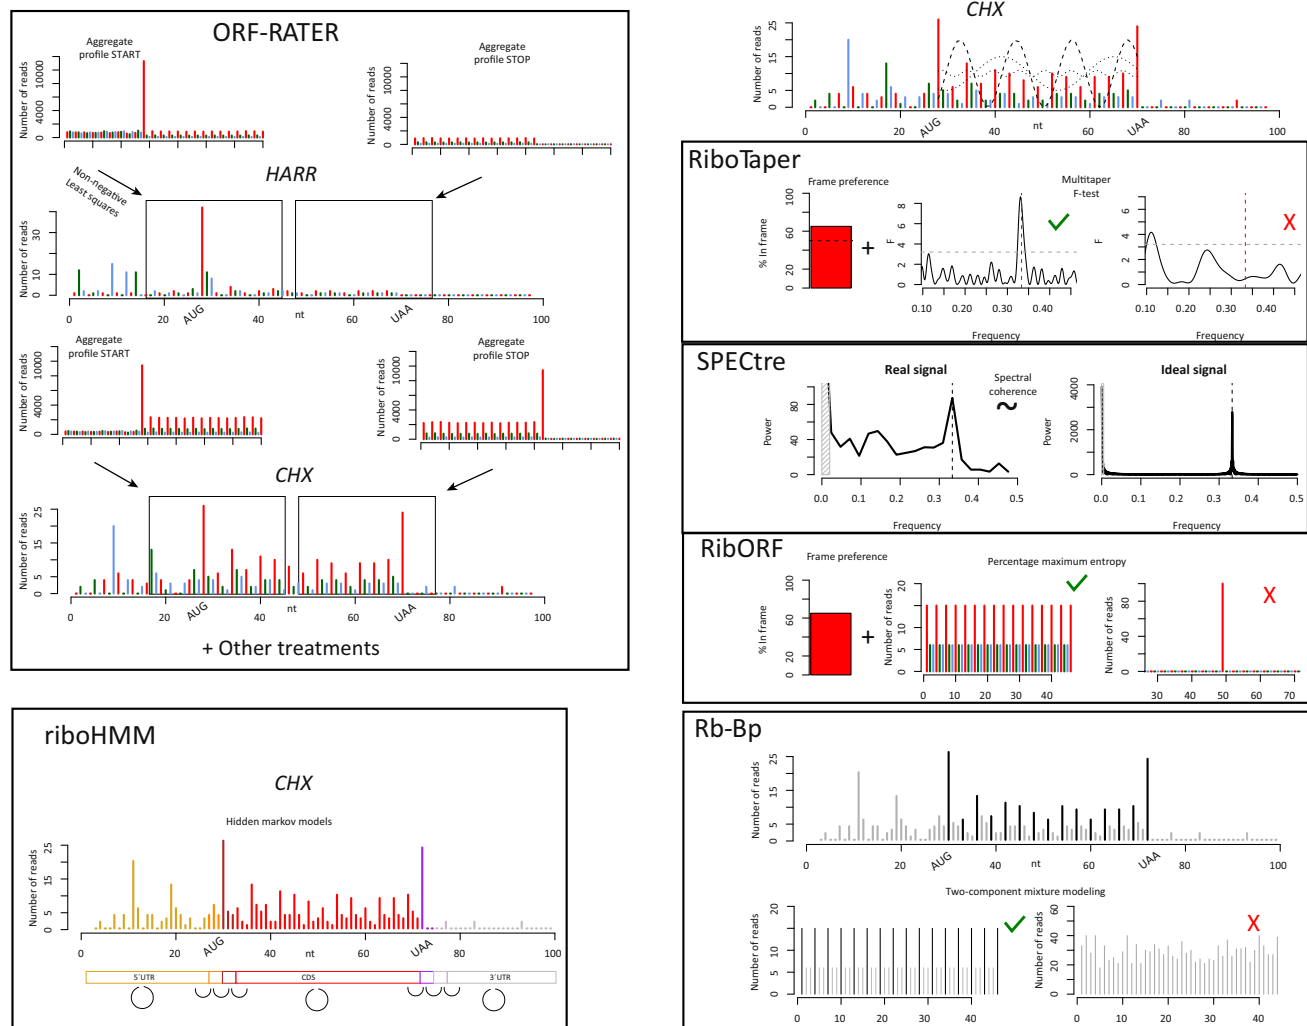 ORF-RATER
Aggregate
profile START
Number of reads
0 4000 10000
Aggregate
profile STOP
Number of reads
0 4000 10000
Non-negative
Least squares
HARR
Number of reads
0 10 30
0 20 AUG 40 nt 60 UAA 80 100
Aggregate
profile START
Number of reads
0 4000 10000
Aggregate
profile STOP
Number of reads
0 4000 10000
CHX
Number of reads
0 5 15 25
0 20 AUG 40 nt 60 UAA 80 100
+ Other treatments
riboHMM
CHX
Hidden markov models
Number of reads
0 5 15 25
0 20 AUG 40 nt 60 UAA 80 100
5´UTR CDS 3´UTR
CHX
Number of reads
0 5 15 25
0 20 AUG 40 nt 60 UAA 80 100
RiboTaper
Frame preference
% In frame
0 20 60 100
+
Multitaper
F-test
F
0 2 4 6 8
0.10 0.20 0.40
Frequency
X
F
0 2 4 6
0.10 0.20 0.40
Frequency
SPECtre
Real signal
Power
0 40 80
0.0 0.1 0.2 0.3 0.4 0.5
Frequency
Spectral
coherence
~
Ideal signal
Power
0 2000 4000
0.0 0.1 0.2 0.3 0.4 0.5
Frequency
RibORF
Frame preference
% In frame
0 20 60 100
+
Percentage maximum entropy
Number of reads
0 5 10 15 20
0 10 20 30 40
X
Number of reads
0 40 80
30 40 50 60 70
Rb-Bp
Number of reads
0 5 15 25
20 AUG 40 nt 60 UAA 80 100
Two-component mixture modeling
Number of reads
0 5 10 15 20
0 10 20 30 40
X
Number of reads
0 20 40 60
0 10 20 30 40